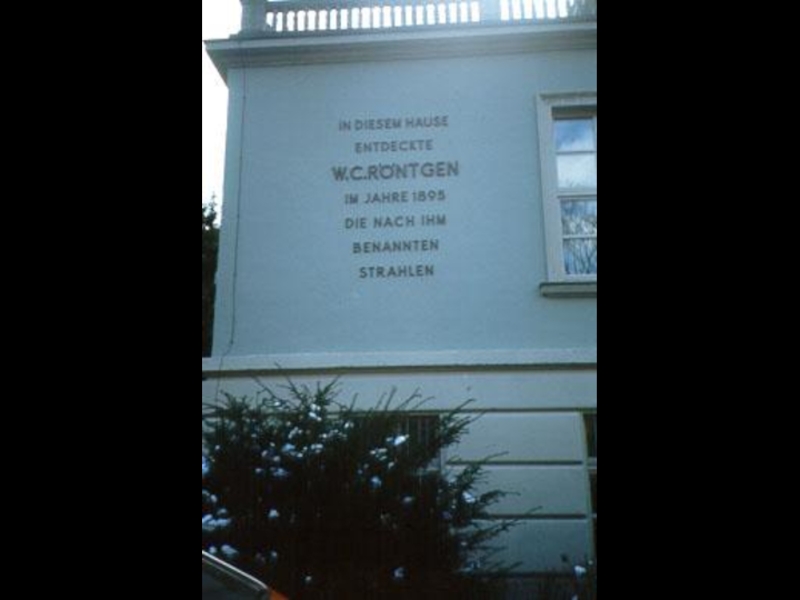 IN DIESEM HAUSE
ENTDECKTE
W.C.RÖNTGEN
IM JAHRE 1895
DIE NACH IHM
BENANNTEN
STRAHLEN